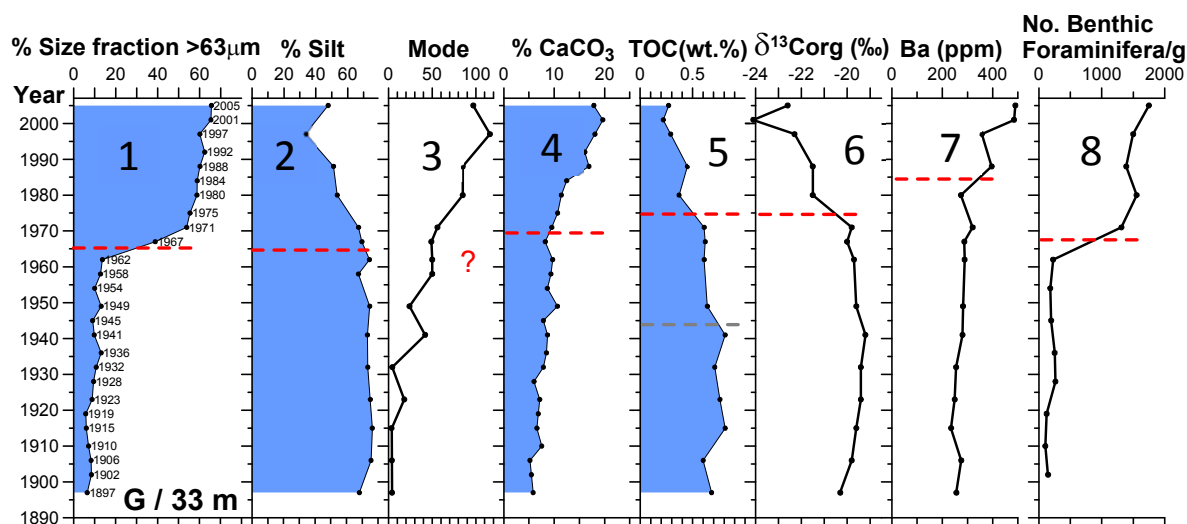 % Size fraction >63μm
% Silt
Mode
% CaCO3
TOC(wt.%)
δ13Corg (‰)
Ba (ppm)
No. Benthic
Foraminifera/g
0 20 40 60
0 20 40 60 80
0 50 100
0 10 20
0 0.5 1
-24 -22 -20
0 200 400
0 1000 2000
Year
2000
1990
1980
1970
1960
1950
1940
1930
1920
1910
1900
1890
2005
2001
1997
1992
1988
1984
1980
1975
1971
1967
1962
1958
1954
1949
1945
1941
1936
1932
1928
1923
1919
1915
1910
1906
1902
1897
1
2
3
4
5
6
7
8
?
G / 33 m